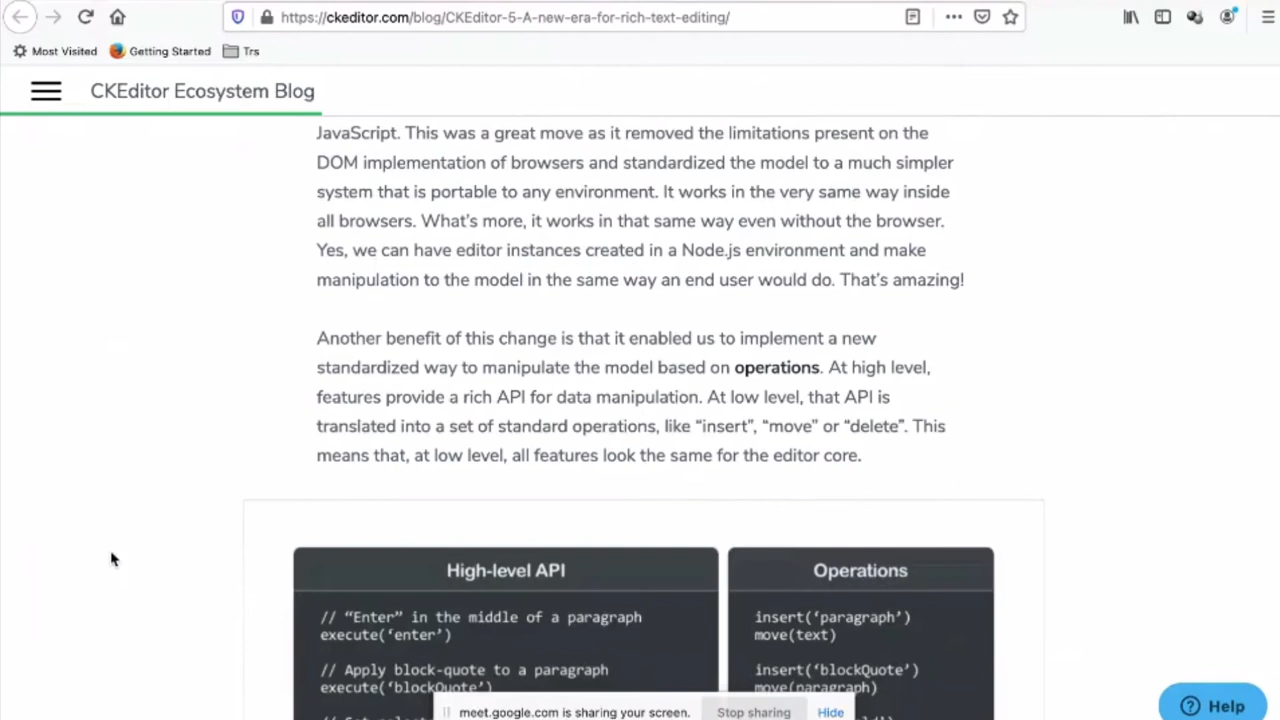 https://ckeditor.com/blog/CKEditor-5-A-new-era-for-rich-text-editing/
Most Visited Getting Started Trs
CKEditor Ecosystem Blog
JavaScript. This was a great move as it removed the limitations present on the
DOM implementation of browsers and standardized the model to a much simpler
system that is portable to any environment. It works in the very same way inside
all browsers. What's more, it works in that same way even without the browser.
Yes, we can have editor instances created in a Node.js environment and make
manipulation to the model in the same way an end user would do. That's amazing!
Another benefit of this change is that it enabled us to implement a new
standardized way to manipulate the model based on operations. At high level,
features provide a rich API for data manipulation. At low level, that API is
translated into a set of standard operations, like “insert”, “move” or “delete”. This
means that, at low level, all features look the same for the editor core.
High-level API
// “Enter” in the middle of a paragraph
execute(‘enter’)
// Apply block-quote to a paragraph
execute(‘blockQuote’)
Operations
insert(‘paragraph’)
move(text)
insert(‘blockQuote’)
move(paragraph)
meet.google.com is sharing your screen. Stop sharing Hide
Help